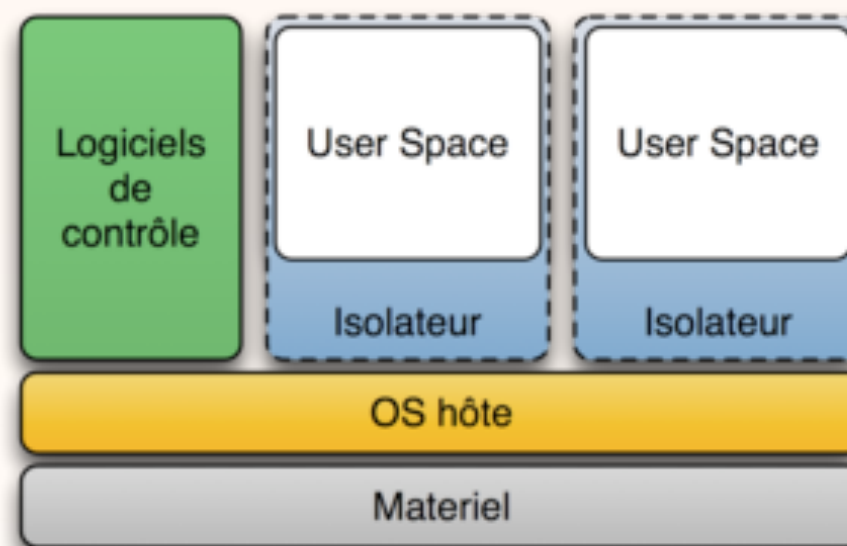 Logiciels
de
contrôle
User Space
User Space
Isolateur
Isolateur
OS hôte
Materiel